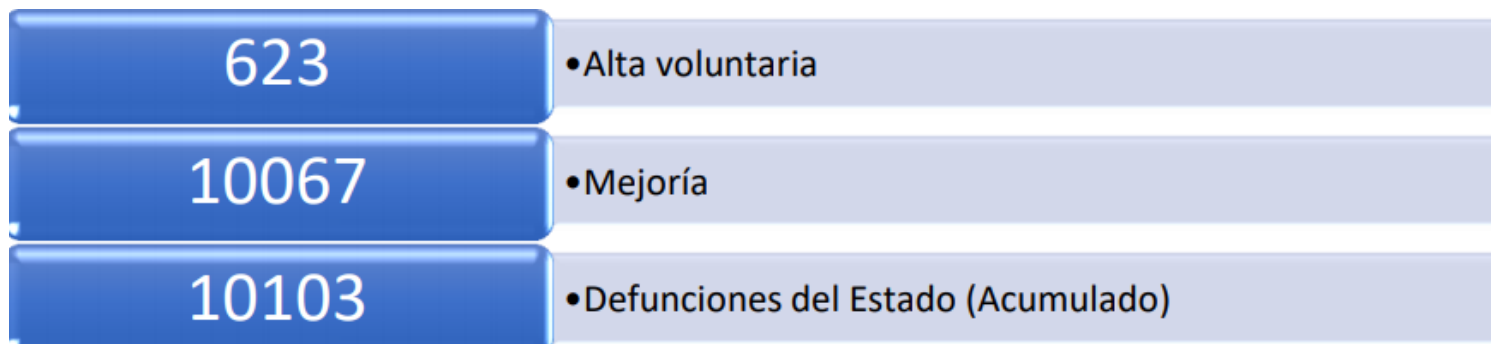 623
•Alta voluntaria
10067
•Mejoría
10103
•Defunciones del Estado (Acumulado)